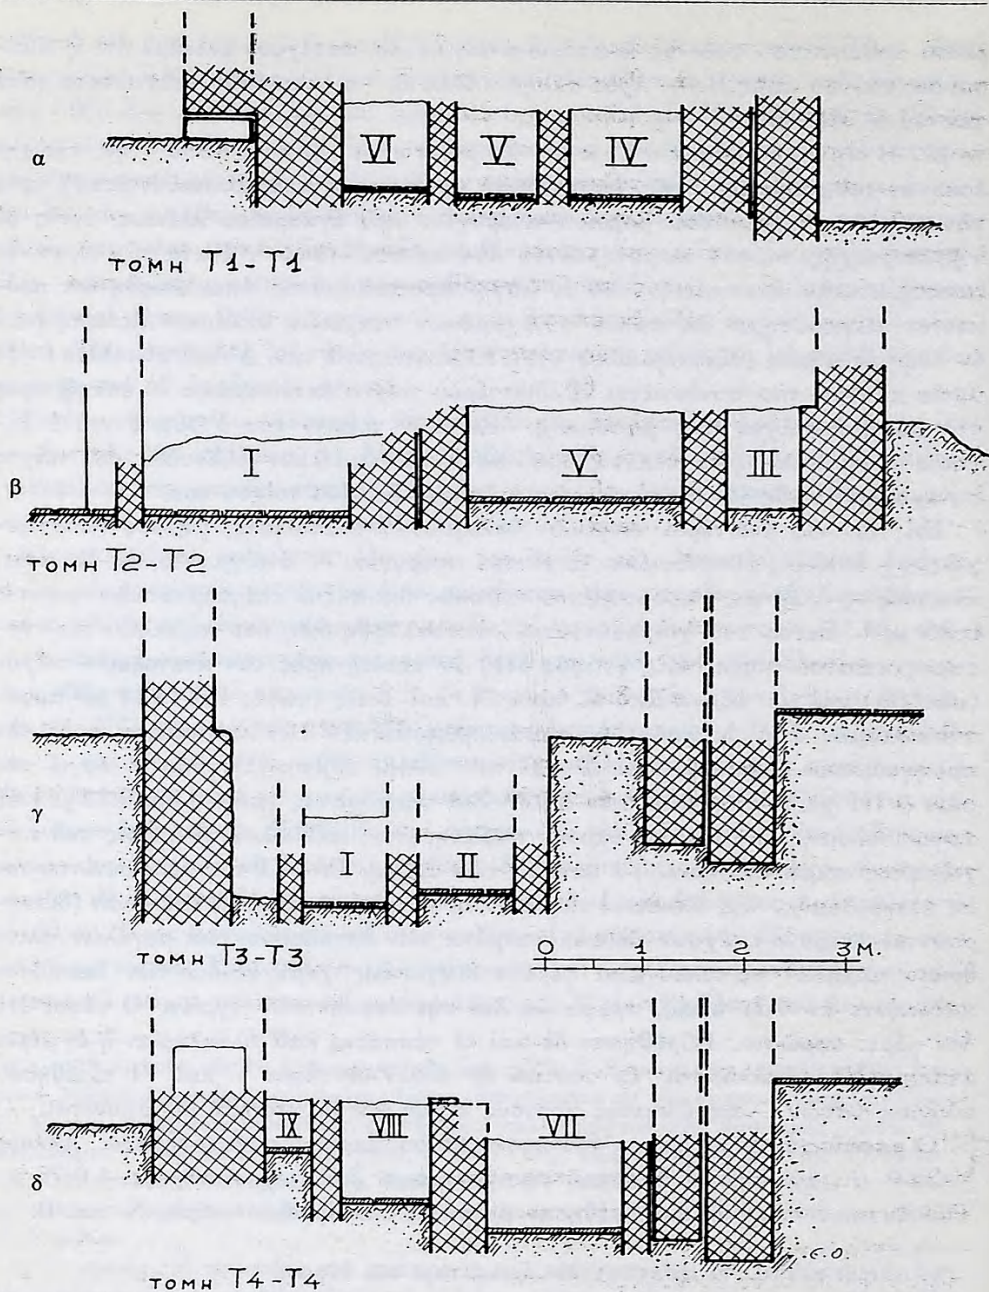 α
VI V IV
ΤΟΜΗ Τ1-Τ1
β
V III
ΤΟΜΗ Τ2-Τ2
γ
I II
ΤΟΜΗ Τ3-Τ3
0 1 2 3Μ.
δ
IX VIII VII
C.O.
ΤΟΜΗ Τ4-Τ4